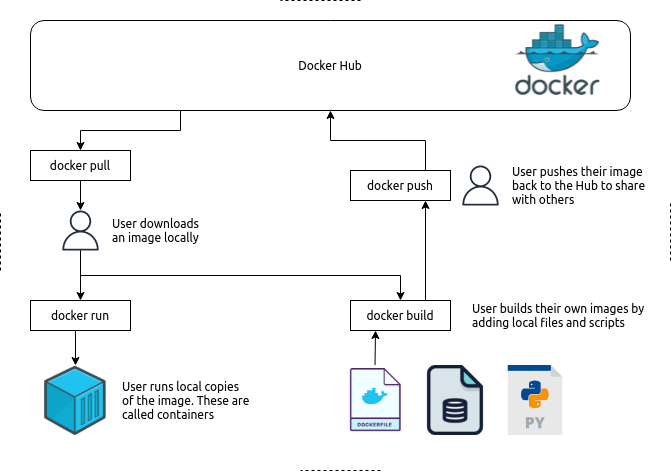 Docker Hub
docker
docker pull
docker push
User pushes their image
back to the Hub to share
with others
User downloads
an image locally
docker run
docker build
User builds their own images by
adding local files and scripts
User runs local copies
of the image. These are
called containers
DOCKERFILE
PY